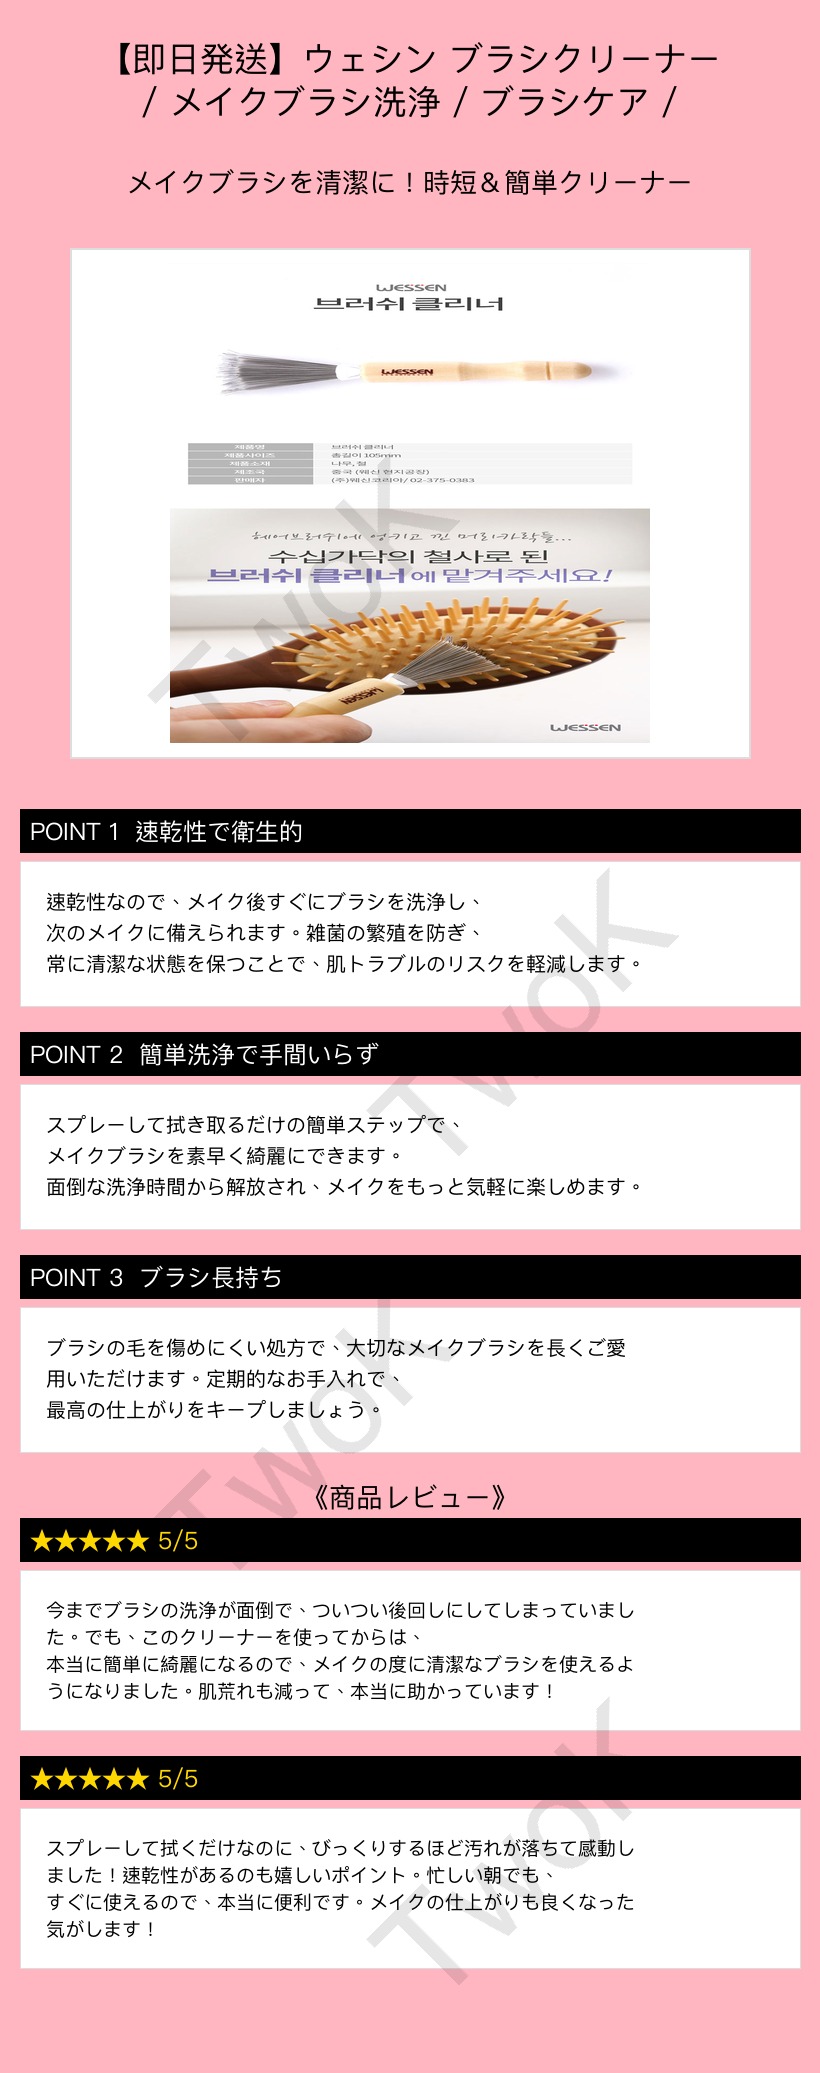 【即日発送】ウェシン ブラシクリーナー
/ メイクブラシ洗浄 / ブラシケア /
メイクブラシを清潔に！時短＆簡単クリーナー
WESSEN
브러쉬 클리너
WESSEN
제품명 브러쉬 클리너
제품사이즈 총길이 105mm
제품소재 나무, 철
제조국 중국 (웨신 현지공장)
판매자 (주)웨신코리아/ 02-375-0383
헤어브러쉬에 엉키고 낀 머리카락들...
수십가닥의 철사로 된
브러쉬 클리너에 맡겨주세요!
WESSEN
WESSEN
TwoK
POINT 1 速乾性で衛生的
速乾性なので、メイク後すぐにブラシを洗浄し、
次のメイクに備えられます。雑菌の繁殖を防ぎ、
常に清潔な状態を保つことで、肌トラブルのリスクを軽減します。
TwoK
POINT 2 簡単洗浄で手間いらず
スプレーして拭き取るだけの簡単ステップで、
メイクブラシを素早く綺麗にできます。
面倒な洗浄時間から解放され、メイクをもっと気軽に楽しめます。
POINT 3 ブラシ長持ち
ブラシの毛を傷めにくい処方で、大切なメイクブラシを長くご愛
用いただけます。定期的なお手入れで、
最高の仕上がりをキープしましょう。
TwoK
《商品レビュー》
★★★★★ 5/5
今までブラシの洗浄が面倒で、ついつい後回しにしてしまっていまし
た。でも、このクリーナーを使ってからは、
本当に簡単に綺麗になるので、メイクの度に清潔なブラシを使えるよ
うになりました。肌荒れも減って、本当に助かっています！
★★★★★ 5/5
スプレーして拭くだけなのに、びっくりするほど汚れが落ちて感動し
ました！速乾性があるのも嬉しいポイント。忙しい朝でも、
すぐに使えるので、本当に便利です。メイクの仕上がりも良くなった
気がします！
TwoK